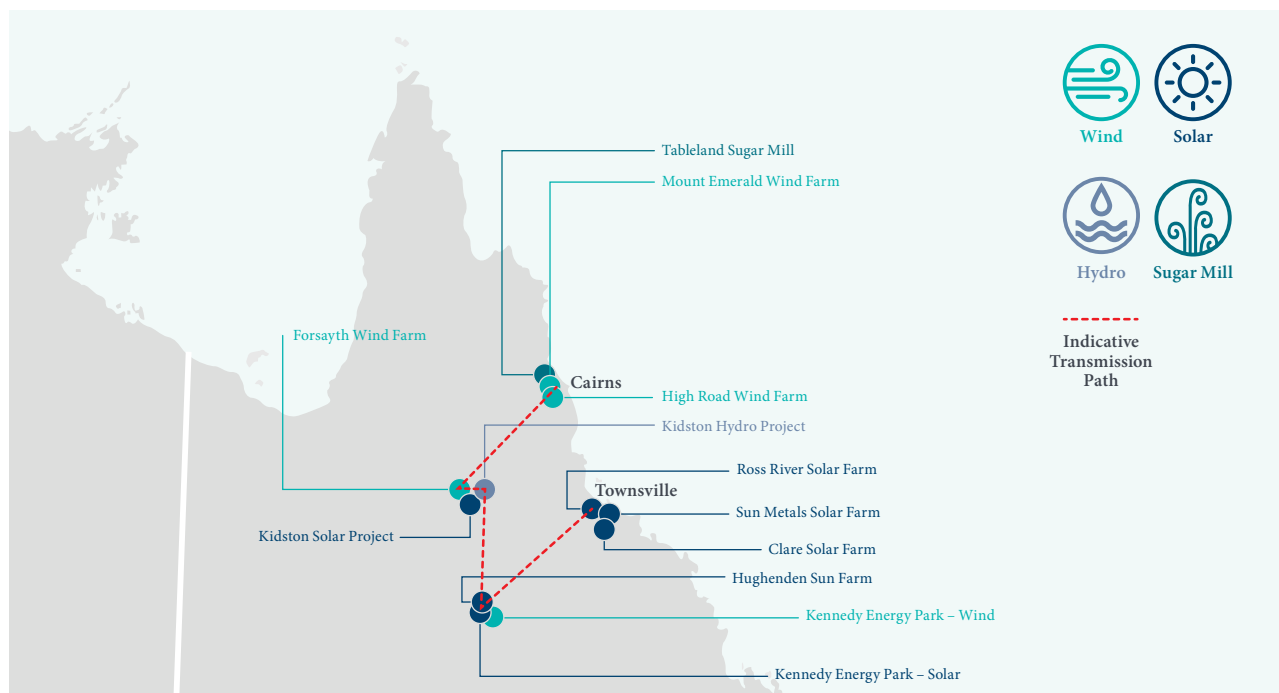 Wind
Solar
Tableland Sugar Mill
Mount Emerald Wind Farm
Hydro
Sugar Mill
Forsyth Wind Farm
Indicative
Transmission
Path
Cairns
High Road Wind Farm
Kidston Hydro Project
Ross River Solar Farm
Townsville
Sun Metals Solar Farm
Kidston Solar Project
Clare Solar Farm
Hughenden Sun Farm
Kennedy Energy Park – Wind
Kennedy Energy Park – Solar